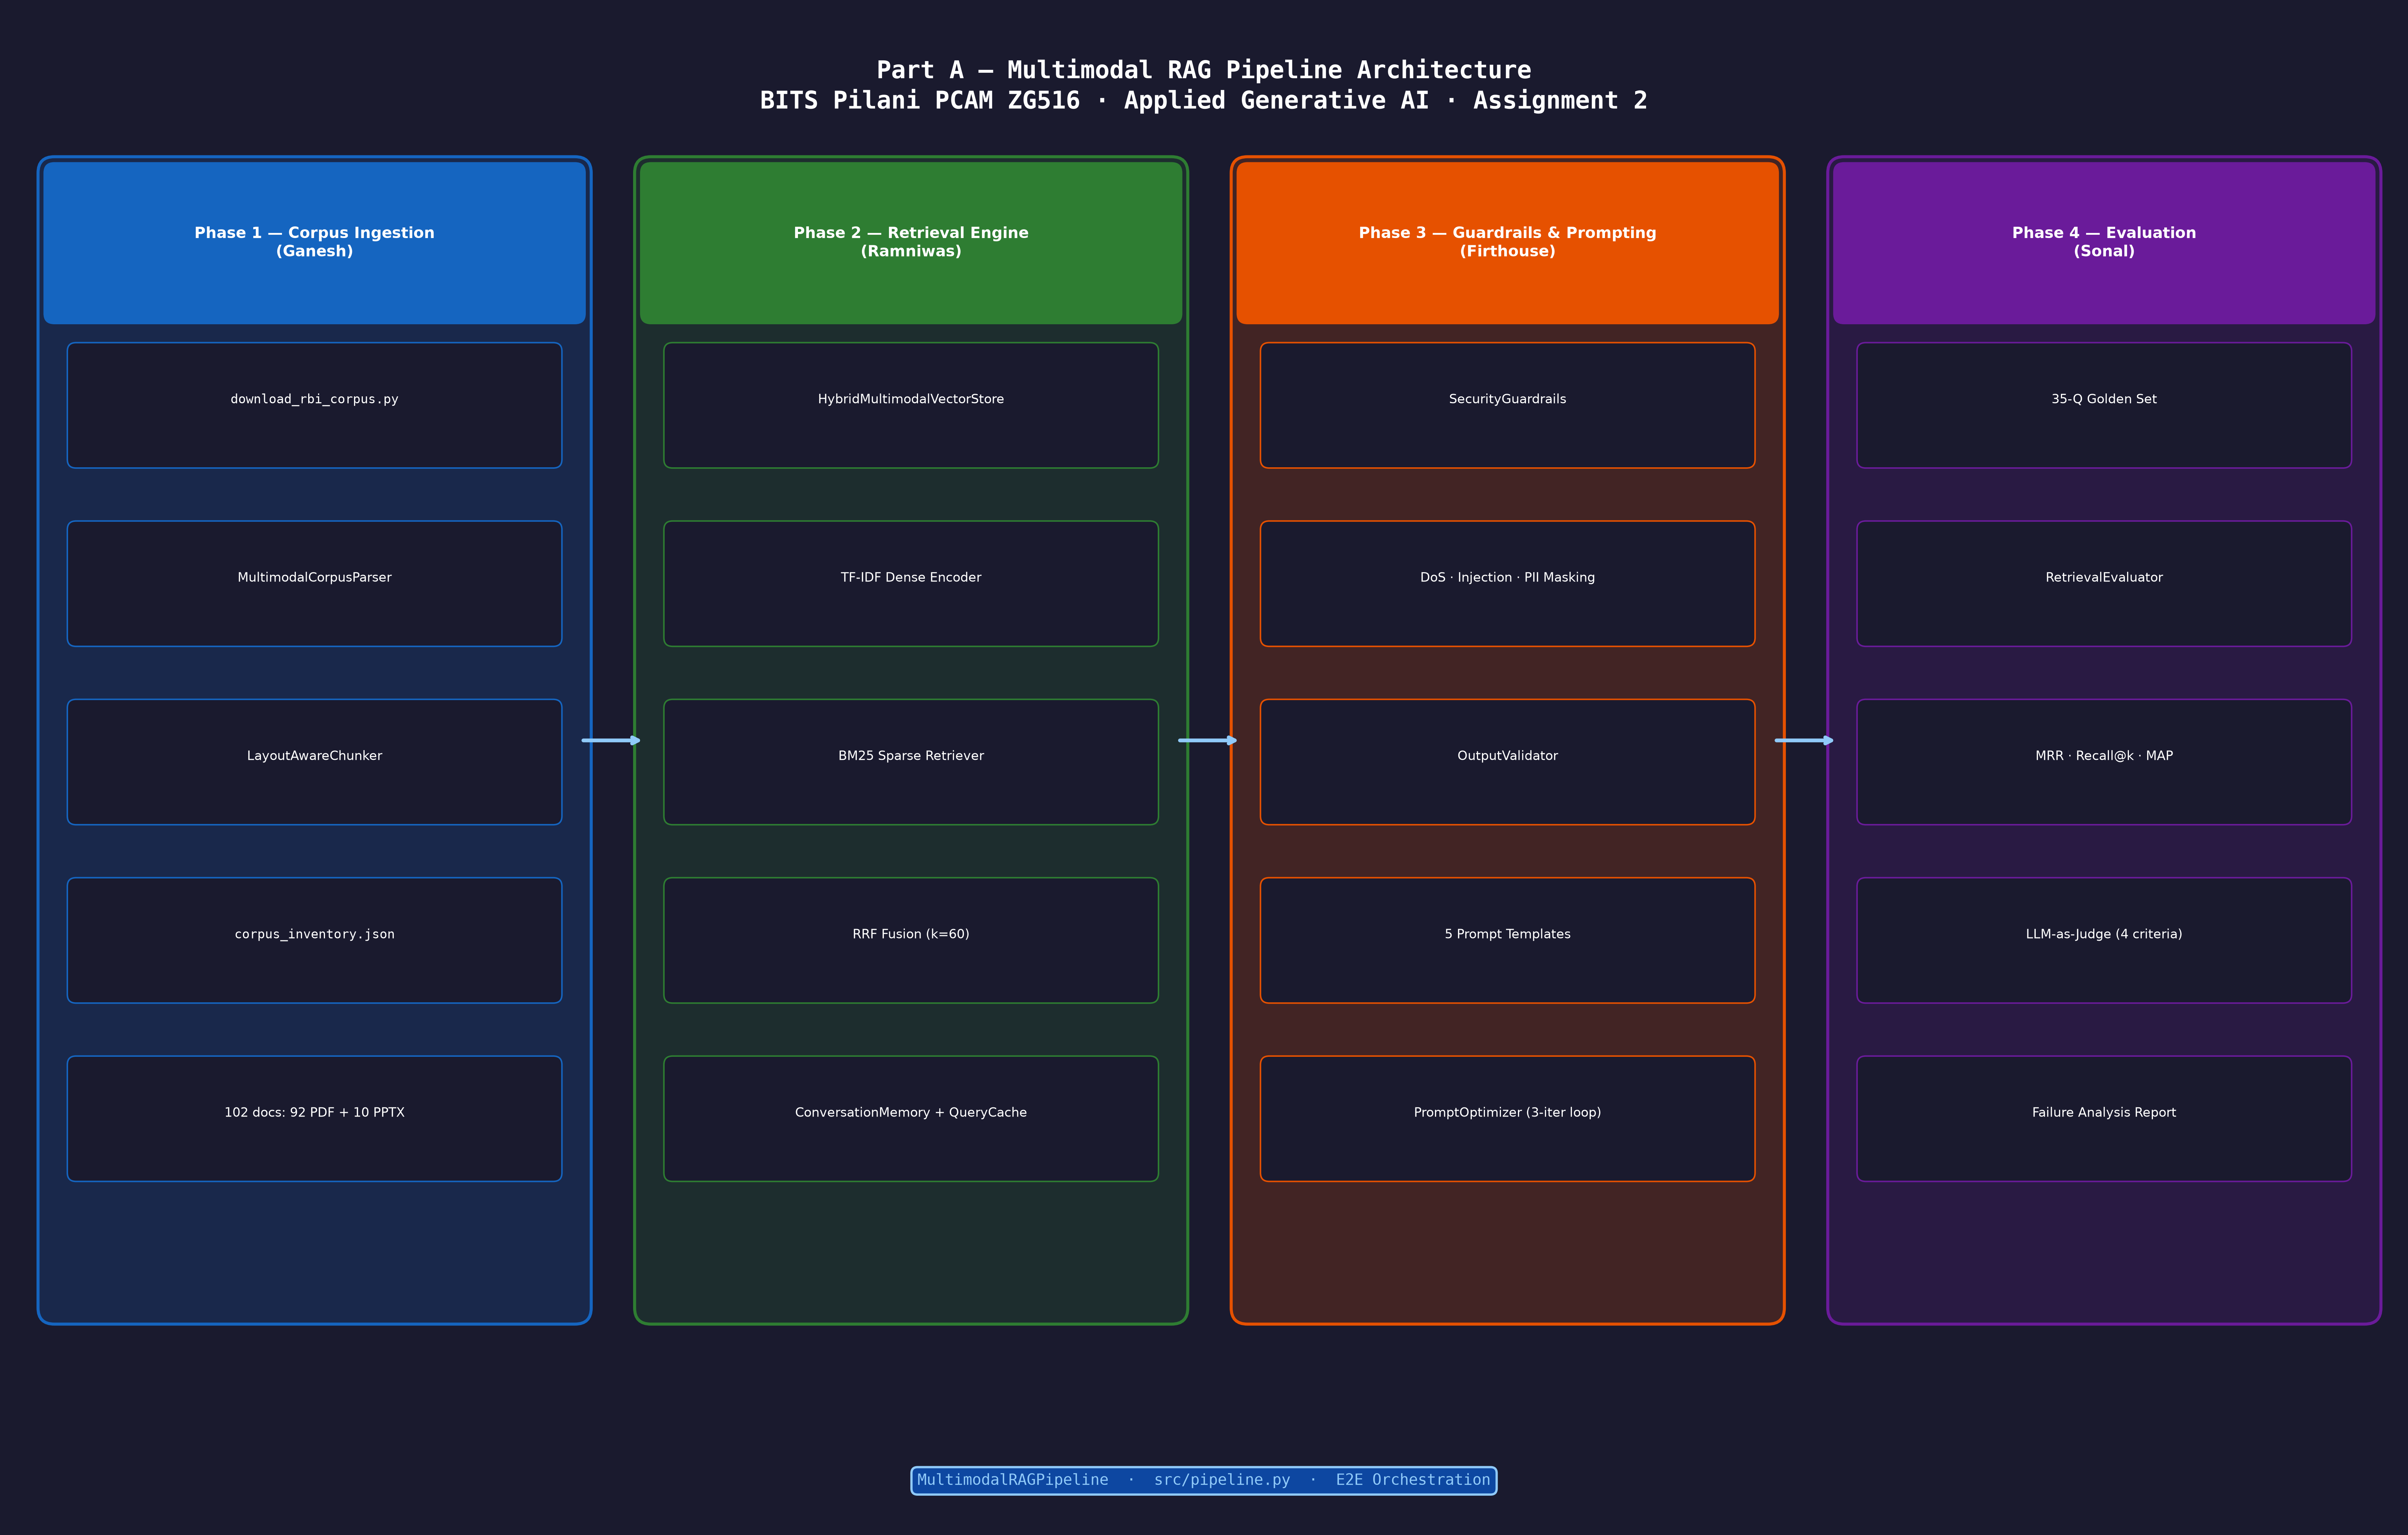 Part A — Multimodal RAG Pipeline Architecture
BITS Pilani PCAM ZG516 · Applied Generative AI · Assignment 2
Phase 1 — Corpus Ingestion
(Ganesh)
download_rbi_corpus.py
MultimodalCorpusParser
LayoutAwareChunker
corpus_inventory.json
102 docs: 92 PDF + 10 PPTX
Phase 2 — Retrieval Engine
(Ramniwas)
HybridMultimodalVectorStore
TF-IDF Dense Encoder
BM25 Sparse Retriever
RRF Fusion (k=60)
ConversationMemory + QueryCache
Phase 3 — Guardrails & Prompting
(Firthouse)
SecurityGuardrails
DoS · Injection · PII Masking
OutputValidator
5 Prompt Templates
PromptOptimizer (3-iter loop)
Phase 4 — Evaluation
(Sonal)
35-Q Golden Set
RetrievalEvaluator
MRR · Recall@k · MAP
LLM-as-Judge (4 criteria)
Failure Analysis Report
MultimodalRAGPipeline · src/pipeline.py · E2E Orchestration